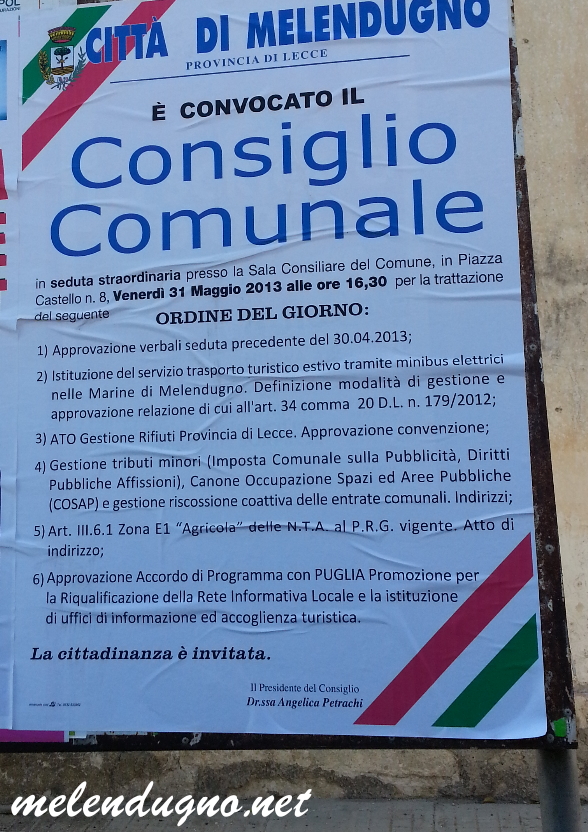 CITTÀ DI MELENDUGNO
PROVINCIA DI LECCE
È CONVOCATO IL
Consiglio
Comunale
in seduta straordinaria presso la Sala Consiliare del Comune, in Piazza
Castello n. 8, Venerdì 31 Maggio 2013 alle ore 16,30 per la trattazione
del seguente
ORDINE DEL GIORNO:
1) Approvazione verbali seduta precedente del 30.04.2013;
2) Istituzione del servizio trasporto turistico estivo tramite minibus elettrici
nelle Marine di Melendugno. Definizione modalità di gestione e
approvazione relazione di cui all'art. 34 comma 20 D.L. n. 179/2012;
3) ATO Gestione Rifiuti Provincia di Lecce. Approvazione convenzione;
4) Gestione tributi minori (Imposta Comunale sulla Pubblicità, Diritti
Pubbliche Affissioni), Canone Occupazione Spazi ed Aree Pubbliche
(COSAP) e gestione riscossione coattiva delle entrate comunali. Indirizzi;
5) Art. III.6.1 Zona E1 "Agricola" delle N.T.A. al P.R.G. vigente. Atto di
indirizzo;
6) Approvazione Accordo di Programma con PUGLIA Promozione per
la Riqualificazione della Rete Informativa Locale e la istituzione
di uffici di informazione ed accoglienza turistica.
La cittadinanza è invitata.
Il Presidente del Consiglio
Dr.ssa Angelica Petrachi
melendugno.net